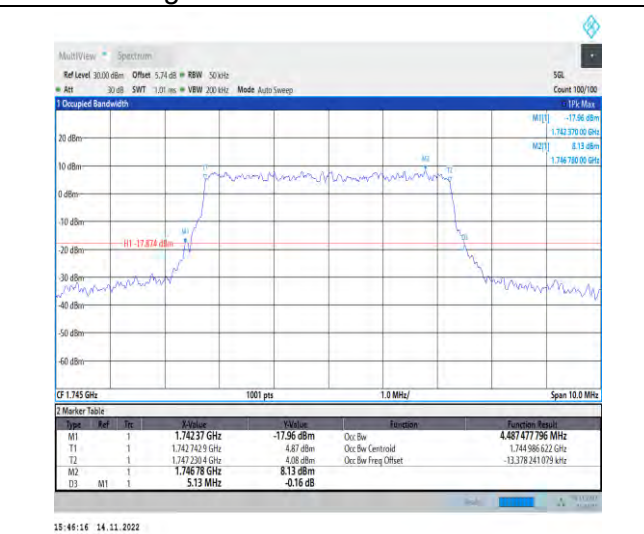 MultiView Spectrum
Ref Level 30.00 dBm Offset 5.74 dB RBW 50 kHz SGL
Att 30 dB SWT 1.01 ms VBW 200 kHz Mode Auto Sweep Count 100/100
1 Occupied Bandwidth 1Pk Max
M1[1] -17.96 dBm
1.742 370 00 GHz
M2[1] 8.13 dBm
1.746 780 00 GHz
20 dBm
10 dBm
0 dBm
-10 dBm
-20 dBm
-30 dBm
-40 dBm
-50 dBm
-60 dBm
H1 -17.874 dBm
M1
T1
M2
T2
D3
CF 1.745 GHz 1001 pts 1.0 MHz/ Span 10.0 MHz
2 Marker Table
Type Ref Trc X-Value Y-Value Function Function Result
M1 1 1.74237 GHz -17.96 dBm Occ Bw 4.487 477 796 MHz
T1 1 1.742 742 9 GHz 4.87 dBm Occ Bw Centroid 1.744 986 622 GHz
T2 1 1.747 230 4 GHz 4.08 dBm Occ Bw Freq Offset -13.378 241 079 kHz
M2 1 1.746 78 GHz 8.13 dBm
D3 M1 1 5.13 MHz -0.16 dB
15:46:16 14.11.2022